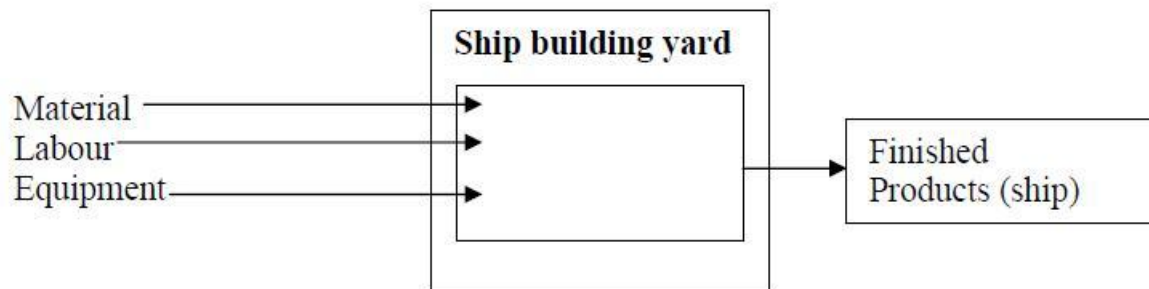 Ship building yard
Material
Labour
Equipment
Finished
Products (ship)